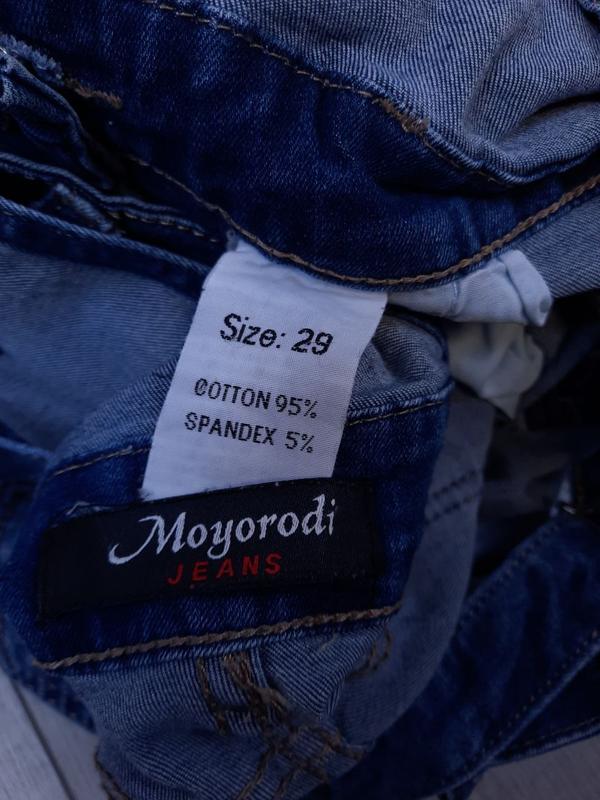 Size: 29
COTTON 95%
SPANDEX 5%
Moyorodi
JEANS